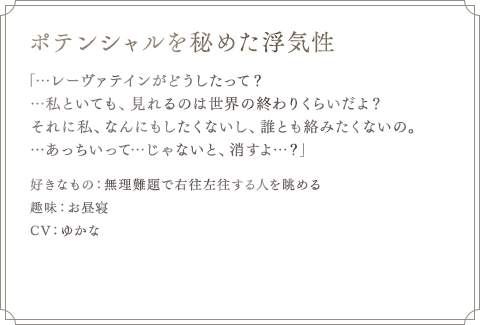 ポテンシャルを秘めた浮気性
「…レーヴァテインがどうしたって？
…私といても、見れるのは世界の終わりくらいだよ？
それに私、なんにもしたくないし、誰とも絡みたくないの。
…あっちいって…じゃないと、消すよ…？」
好きなもの：無理難題で右往左往する人を眺める
趣味：お昼寝
CV：ゆかな